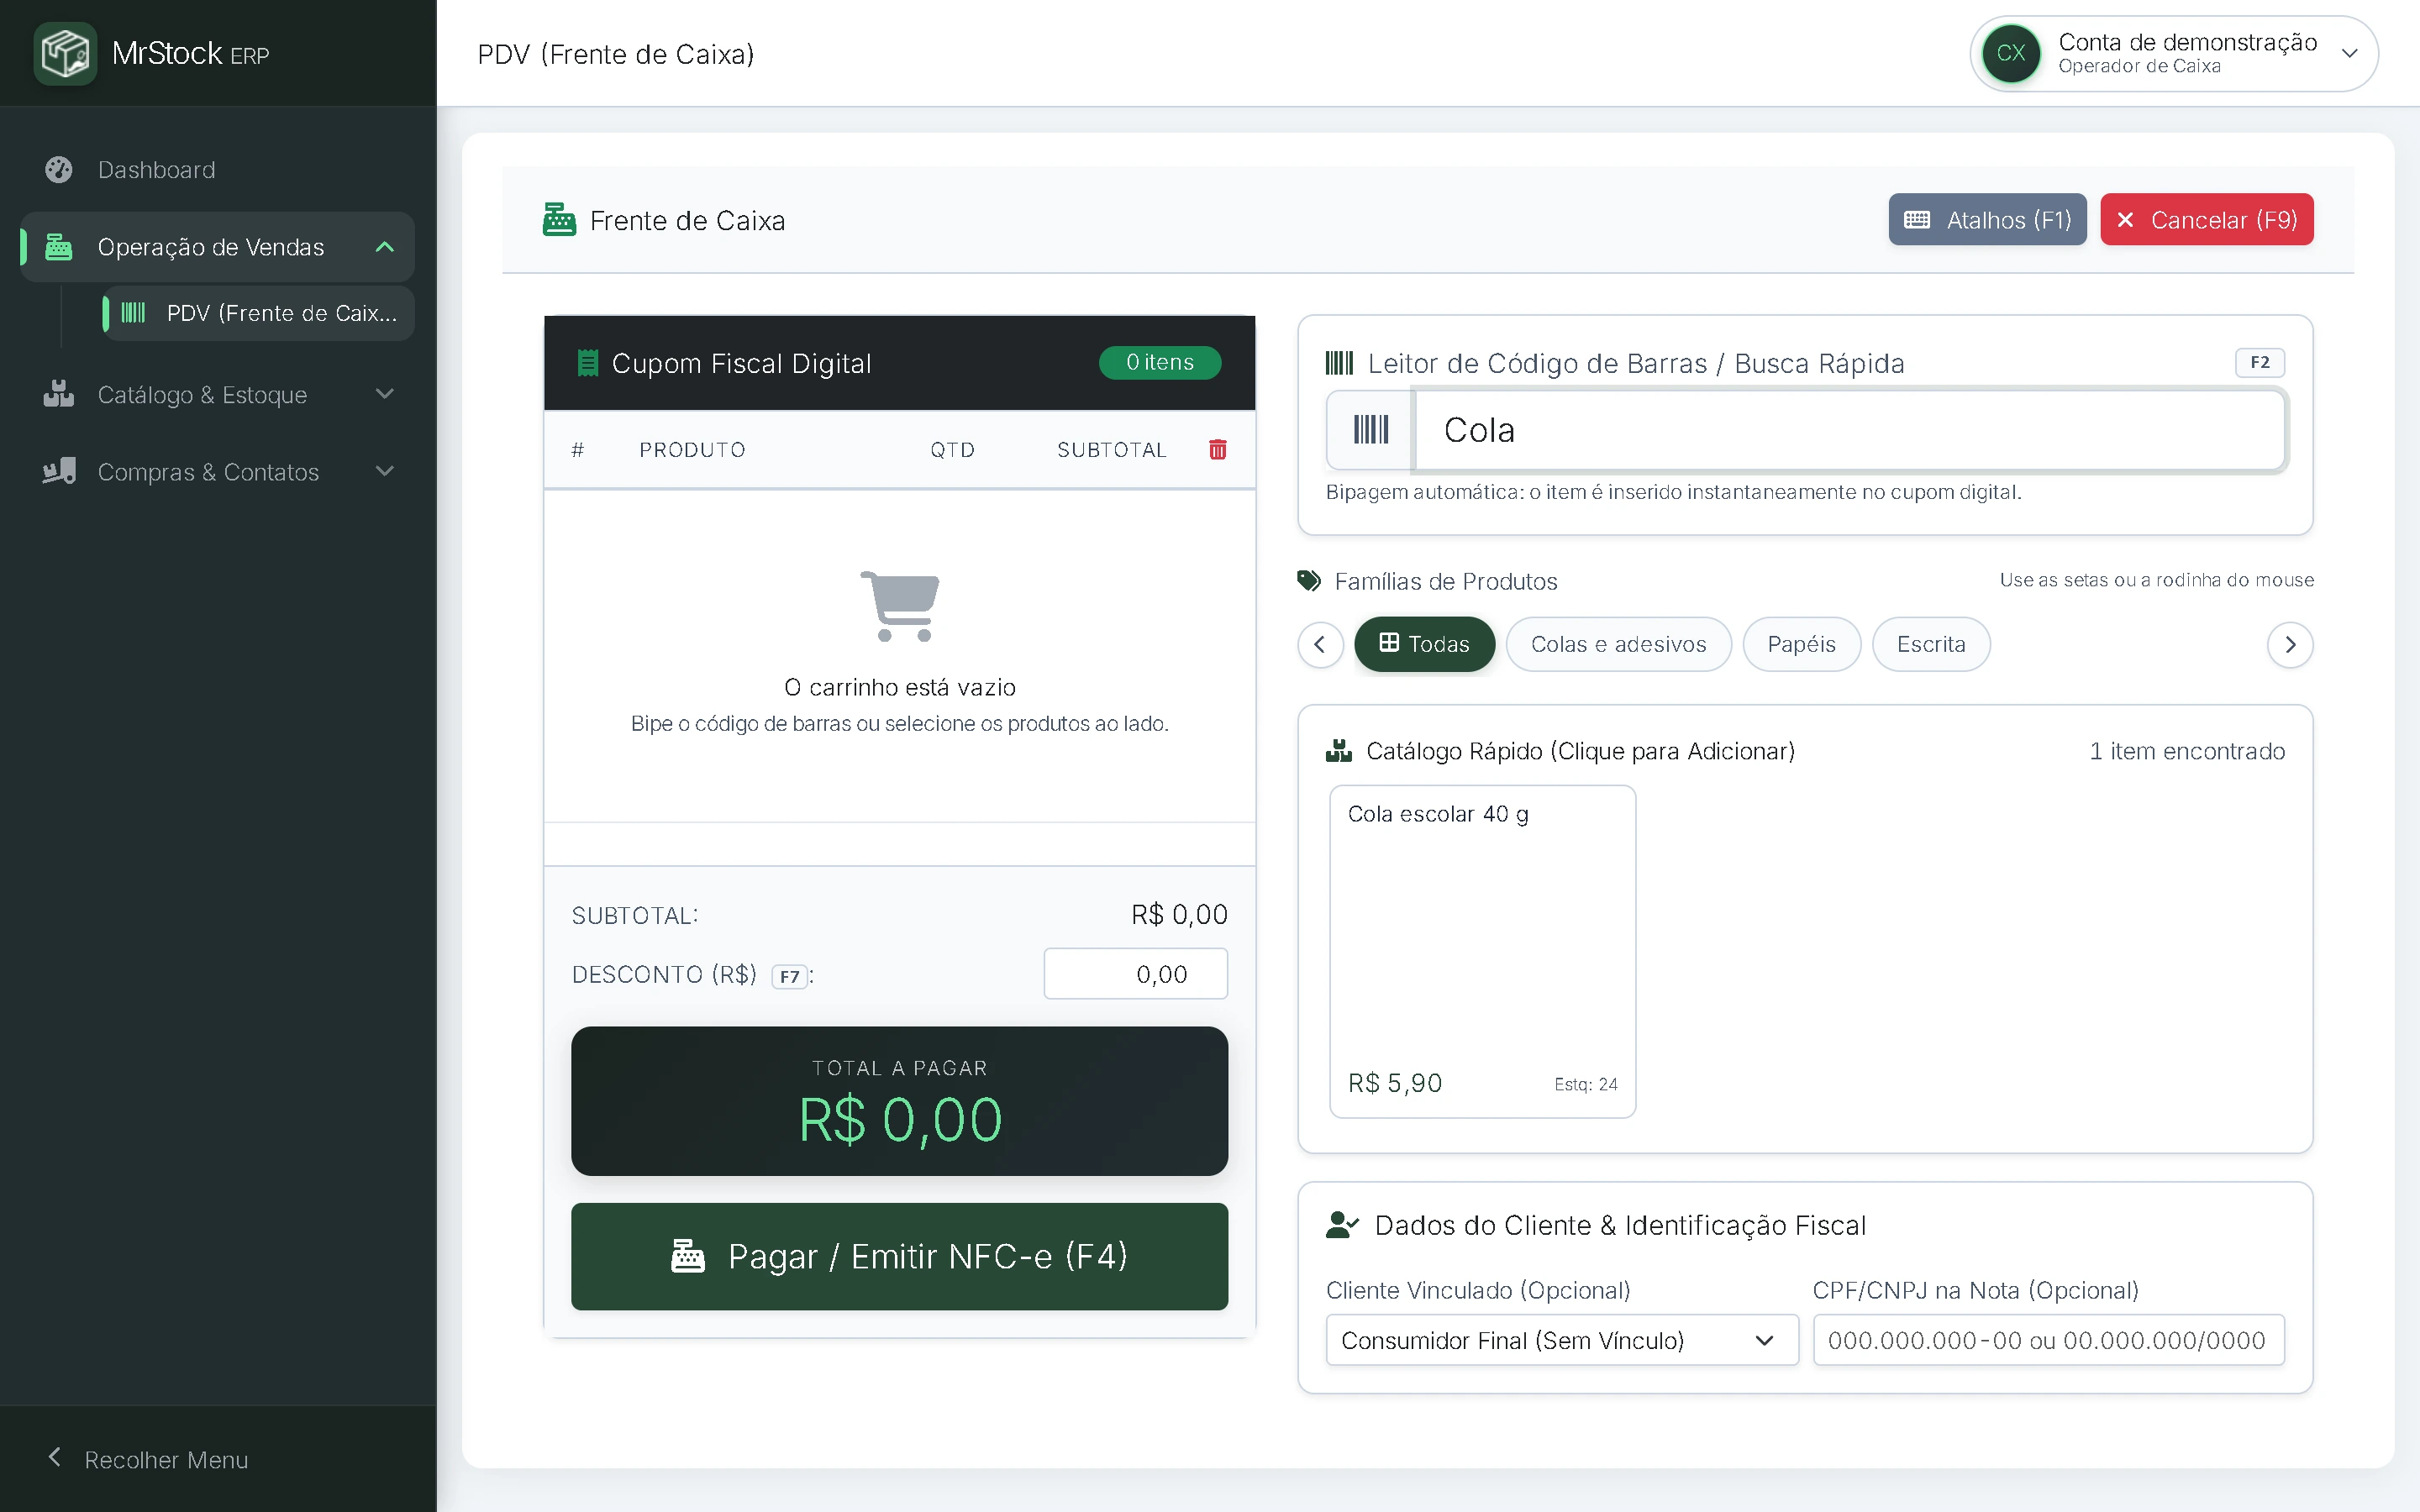 MrStock ERP
Dashboard
Operação de Vendas
PDV (Frente de Caix...
Catálogo & Estoque
Compras & Contatos
Recolher Menu
PDV (Frente de Caixa)
CX
Conta de demonstração
Operador de Caixa
Frente de Caixa
Atalhos (F1)
Cancelar (F9)
Cupom Fiscal Digital
0 itens
# PRODUTO QTD SUBTOTAL
O carrinho está vazio
Bipe o código de barras ou selecione os produtos ao lado.
SUBTOTAL: R$ 0,00
DESCONTO (R$) F7: 0,00
TOTAL A PAGAR
R$ 0,00
Pagar / Emitir NFC-e (F4)
Leitor de Código de Barras / Busca Rápida F2
Cola
Bipagem automática: o item é inserido instantaneamente no cupom digital.
Famílias de Produtos
Use as setas ou a rodinha do mouse
Todas
Colas e adesivos
Papéis
Escrita
Catálogo Rápido (Clique para Adicionar)
1 item encontrado
Cola escolar 40 g
R$ 5,90
Estq: 24
Dados do Cliente & Identificação Fiscal
Cliente Vinculado (Opcional)
Consumidor Final (Sem Vínculo)
CPF/CNPJ na Nota (Opcional)
000.000.000-00 ou 00.000.000/0000